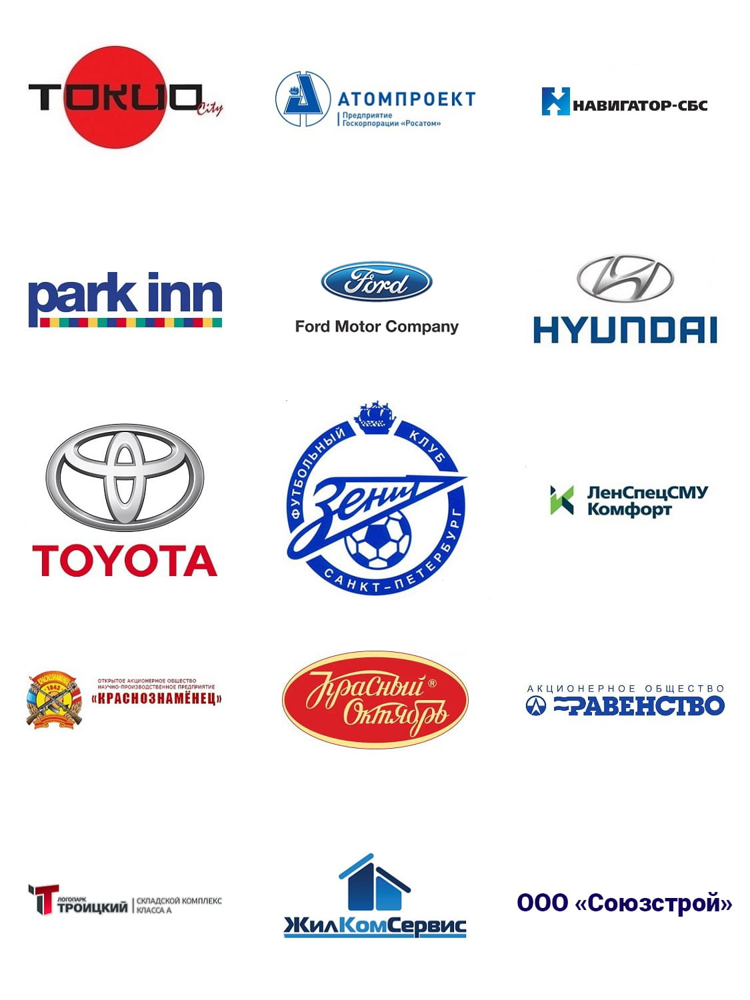 TOKUO
City
АТОМПРОЕКТ
Предприятие
Госкорпорации «Росатом»
НАВИГАТОР-СБС
park inn
Ford
Ford Motor Company
HYUNDAI
TOYOTA
ФУТБОЛЬНЫЙ КЛУБ
Зенит
САНКТ-ПЕТЕРБУРГ
ЛенСпецСМУ
Комфорт
КРАСНОЗНАМЕНЕЦ
1843
ОТКРЫТОЕ АКЦИОНЕРНОЕ ОБЩЕСТВО
НАУЧНО-ПРОИЗВОДСТВЕННОЕ ПРЕДПРИЯТИЕ
«КРАСНОЗНАМЁНЕЦ»
Красный ®
Октябрь
АКЦИОНЕРНОЕ ОБЩЕСТВО
РАВЕНСТВО
ЛОГОПАРК
ТРОИЦКИЙ
СКЛАДСКОЙ КОМПЛЕКС
КЛАССА А
ЖилКомСервис
ООО «Союзстрой»